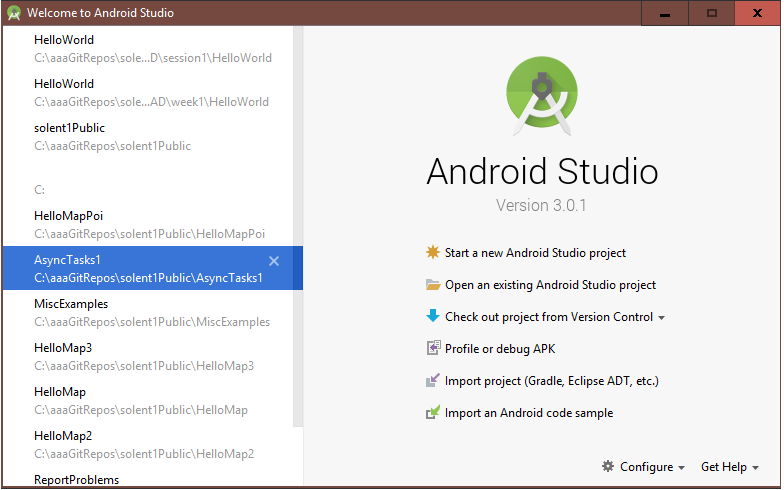 Welcome to Android Studio
HelloWorld
C:\aaaGitRepos\sole...D\session1\HelloWorld
HelloWorld
C:\aaaGitRepos\sole...AD\week1\HelloWorld
solent1Public
C:\aaaGitRepos\solent1Public
C:
HelloMapPoi
C:\aaaGitRepos\solent1Public\HelloMapPoi
AsyncTasks1
C:\aaaGitRepos\solent1Public\AsyncTasks1
MiscExamples
C:\aaaGitRepos\solent1Public\MiscExamples
HelloMap3
C:\aaaGitRepos\solent1Public\HelloMap3
HelloMap
C:\aaaGitRepos\solent1Public\HelloMap
HelloMap2
C:\aaaGitRepos\solent1Public\HelloMap2
ReportProblems
Android Studio
Version 3.0.1
Start a new Android Studio project
Open an existing Android Studio project
Check out project from Version Control
Profile or debug APK
Import project (Gradle, Eclipse ADT, etc.)
Import an Android code sample
Configure
Get Help